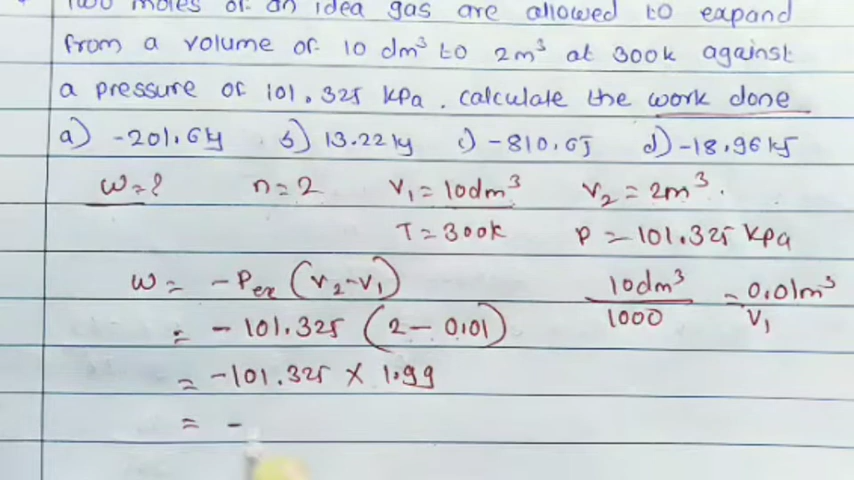 Two moles of an idea gas are allowed to expand
from a volume of 10 dm³ to 2m³ at 300k against
a pressure of 101.325 kPa. calculate the work done
a) -201.6kJ b) 13.22kJ c) -810.6J d) -18.96kJ
w=? n=2 V₁=10dm³ V₂=2m³.
T=300k P=101.325 kPa
w = -Pex (V₂-V₁) 10dm³/1000 = 0.01m³/V₁
= -101.325 (2-0.01)
= -101.325 × 1.99
= -